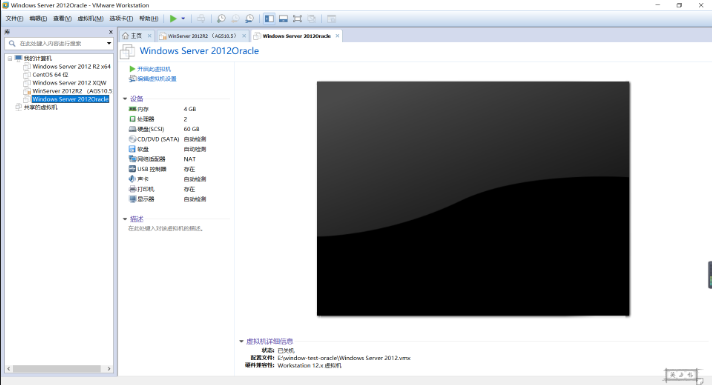 Windows Server 2012Oracle - VMware Workstation
文件(F) 编辑(E) 查看(V) 虚拟机(M) 选项卡(T) 帮助(H)
库
在此处键入内容进行搜索
我的计算机
Windows Server 2012 R2 x64
CentOS 64 位
Windows Server 2012 XQW
WinServer 2012R2 （AGS10.5
Windows Server 2012Oracle
共享的虚拟机
主页
WinServer 2012R2 （AGS10.5）
Windows Server 2012Oracle
Windows Server 2012Oracle
开启此虚拟机
编辑虚拟机设置
设备
内存 4 GB
处理器 2
硬盘(SCSI) 60 GB
CD/DVD (SATA) 自动检测
软盘 自动检测
网络适配器 NAT
USB 控制器 存在
声卡 自动检测
打印机 存在
显示器 自动检测
描述
在此处键入对该虚拟机的描述。
虚拟机详细信息
状态: 已关机
配置文件: E:\window-test-oracle\Windows Server 2012.vmx
硬件兼容性: Workstation 12.x 虚拟机